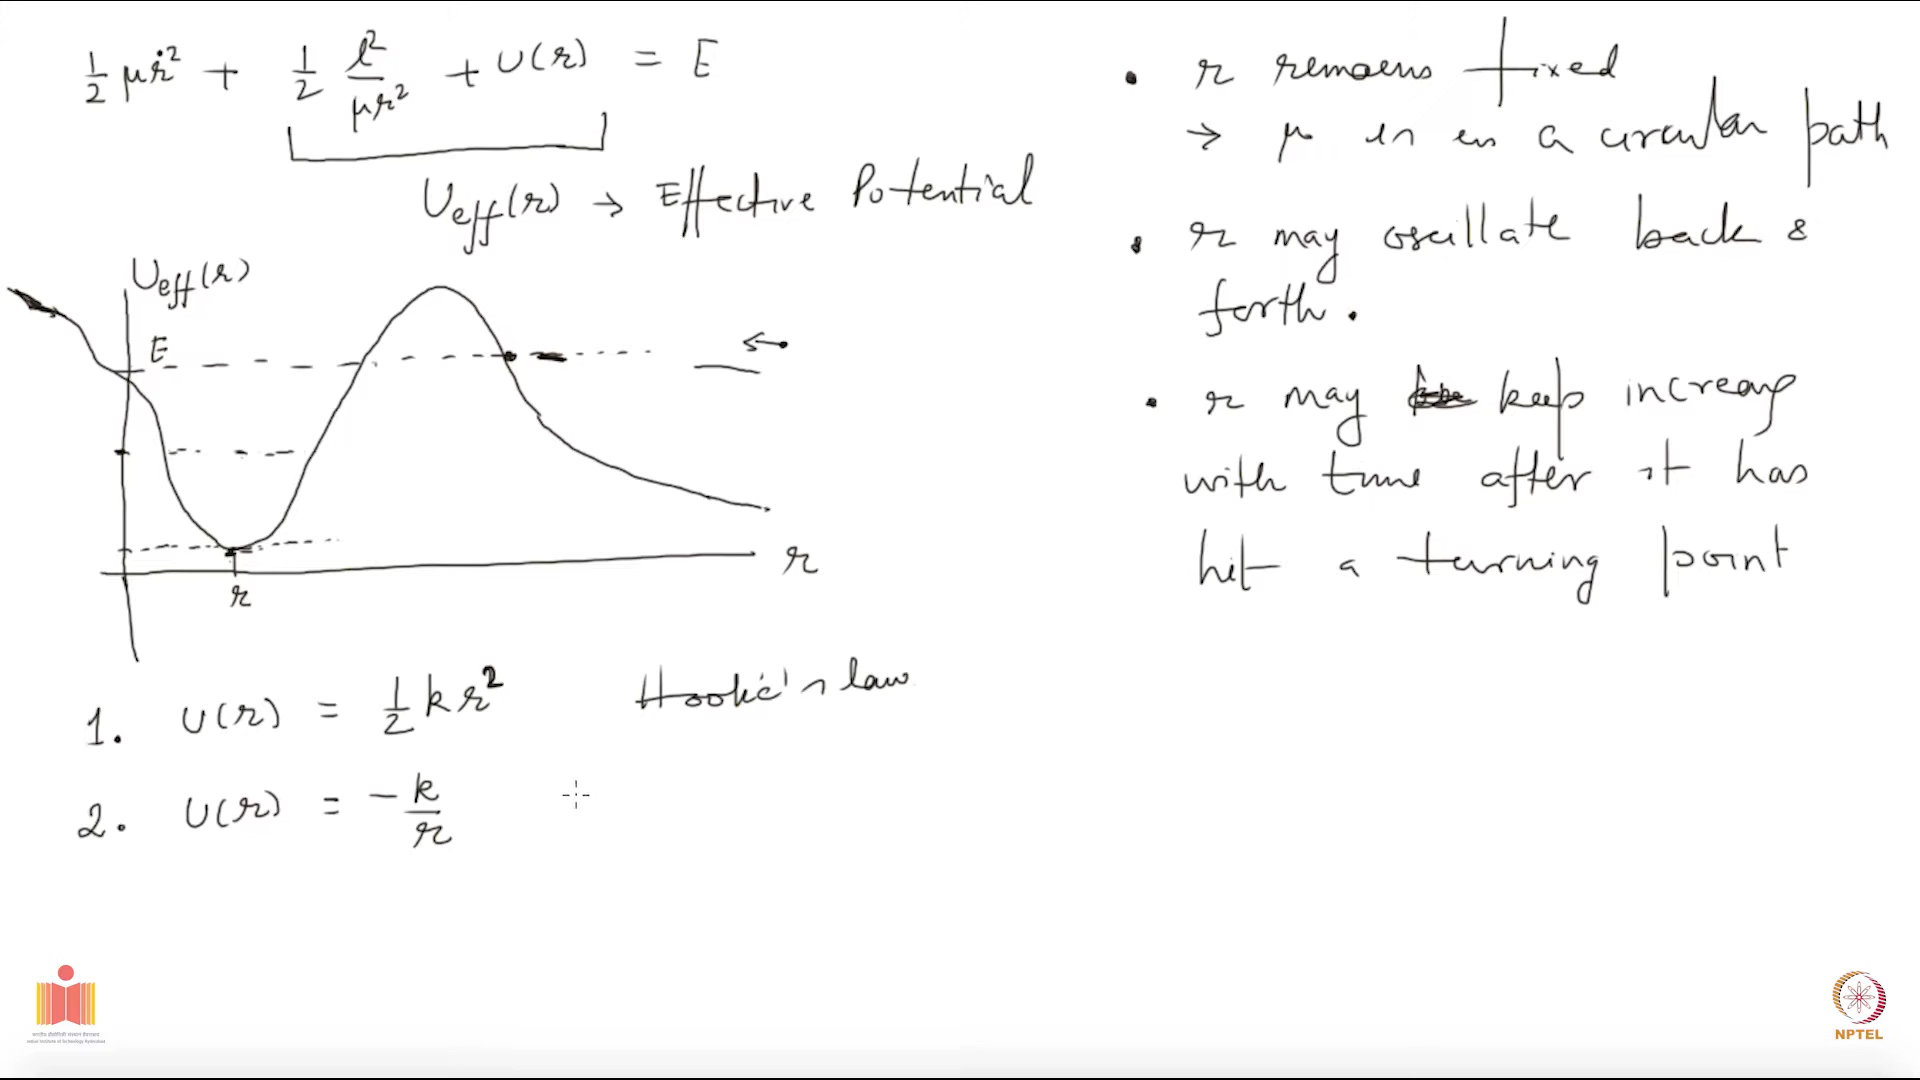 ½ μṙ² + ½ l²/μr² + U(r) = E
U_eff(r) → Effective Potential
U_eff(r)
E
r
r
1. U(r) = ½ k r² Hooke's law
2. U(r) = - k/r
• r remains fixed
→ μ is in a circular path
• r may oscillate back &
forth.
• r may keep increasing
with time after it has
hit a turning point
NPTEL